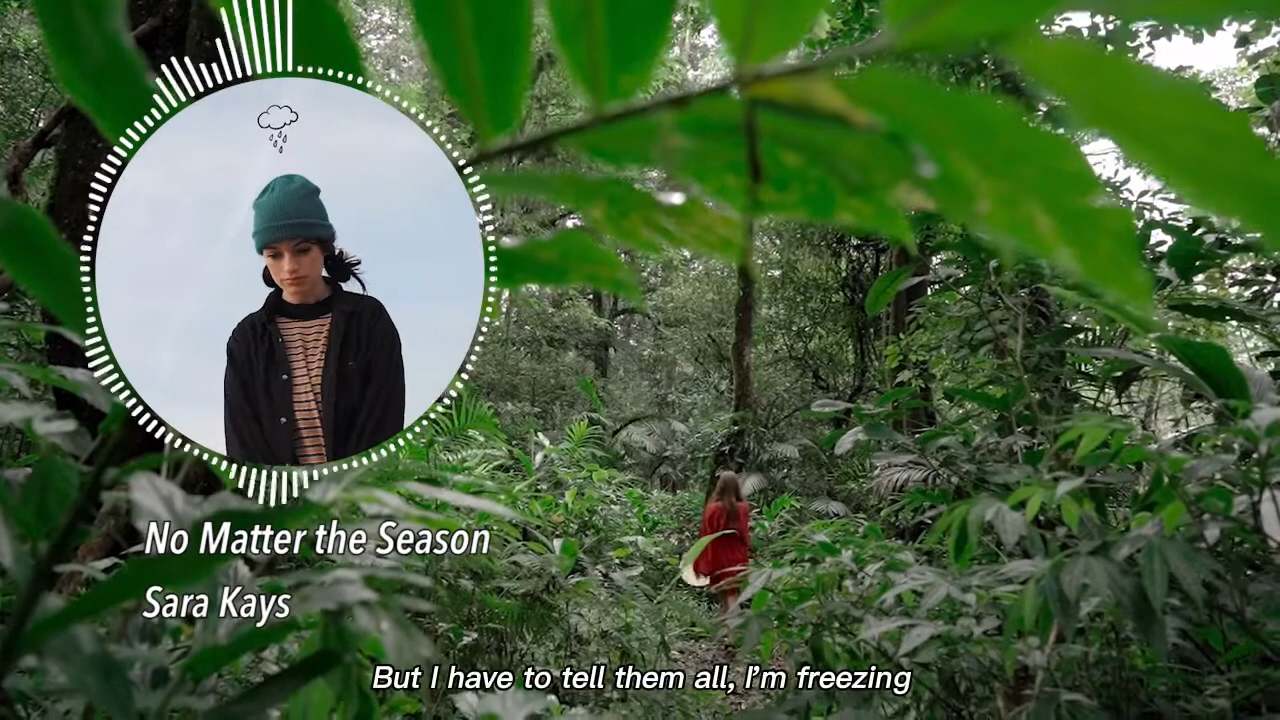 No Matter the Season
Sara Kays
But I have to tell them all, I'm freezing